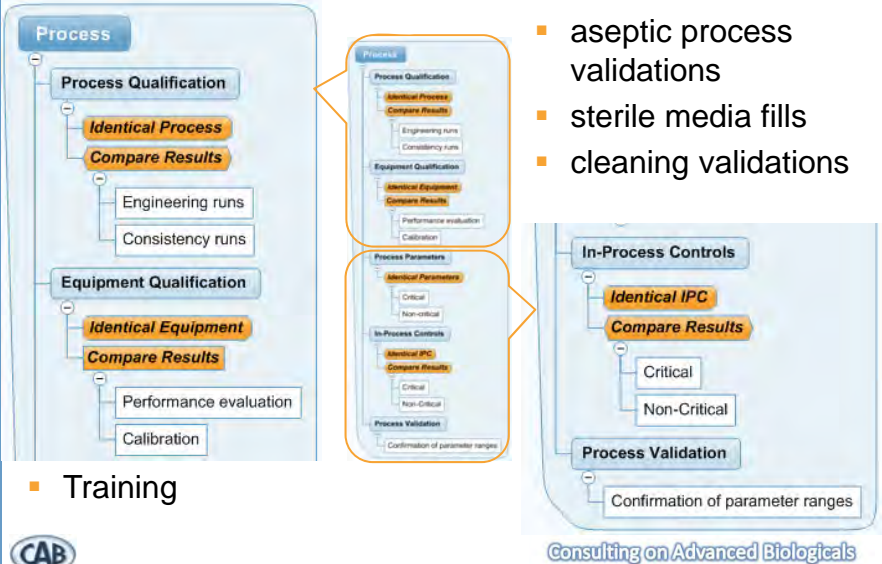 Process
Process Qualification
Identical Process
Compare Results
Engineering runs
Consistency runs
Equipment Qualification
Identical Equipment
Compare Results
Performance evaluation
Calibration
Process
Process Qualification
Identical Process
Compare Results
Engineering runs
Consistency runs
Equipment Qualification
Identical Equipment
Compare Results
Performance evaluation
Calibration
Process Parameters
Identical Parameters
Critical
Non-critical
In-Process Controls
Identical IPC
Compare Results
Critical
Non-Critical
Process Validation
Confirmation of parameter ranges
aseptic process
validations
sterile media fills
cleaning validations
In-Process Controls
Identical IPC
Compare Results
Critical
Non-Critical
Process Validation
Confirmation of parameter ranges
Training
CAB
Consulting on Advanced Biologicals